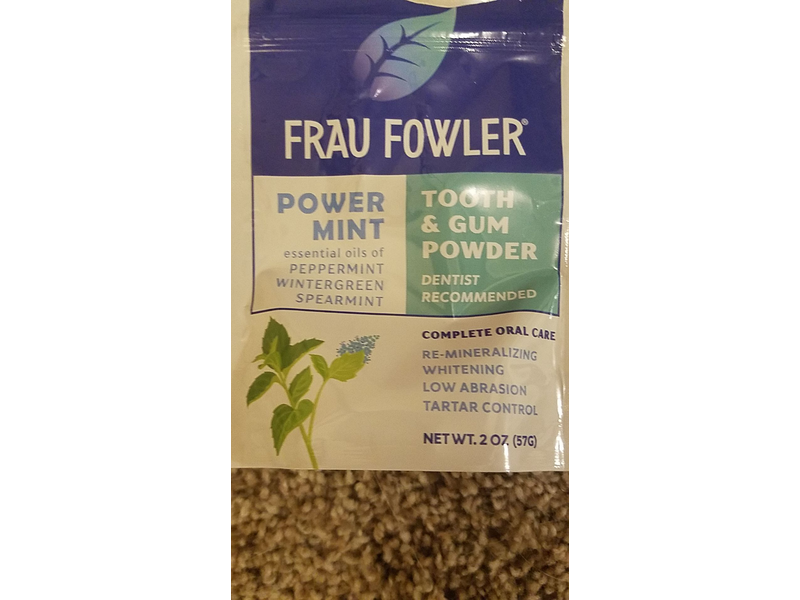 FRAU FOWLER®
POWER
MINT
essential oils of
PEPPERMINT
WINTERGREEN
SPEARMINT
TOOTH
& GUM
POWDER
DENTIST
RECOMMENDED
COMPLETE ORAL CARE
RE-MINERALIZING
WHITENING
LOW ABRASION
TARTAR CONTROL
NET WT. 2 OZ. (57G)